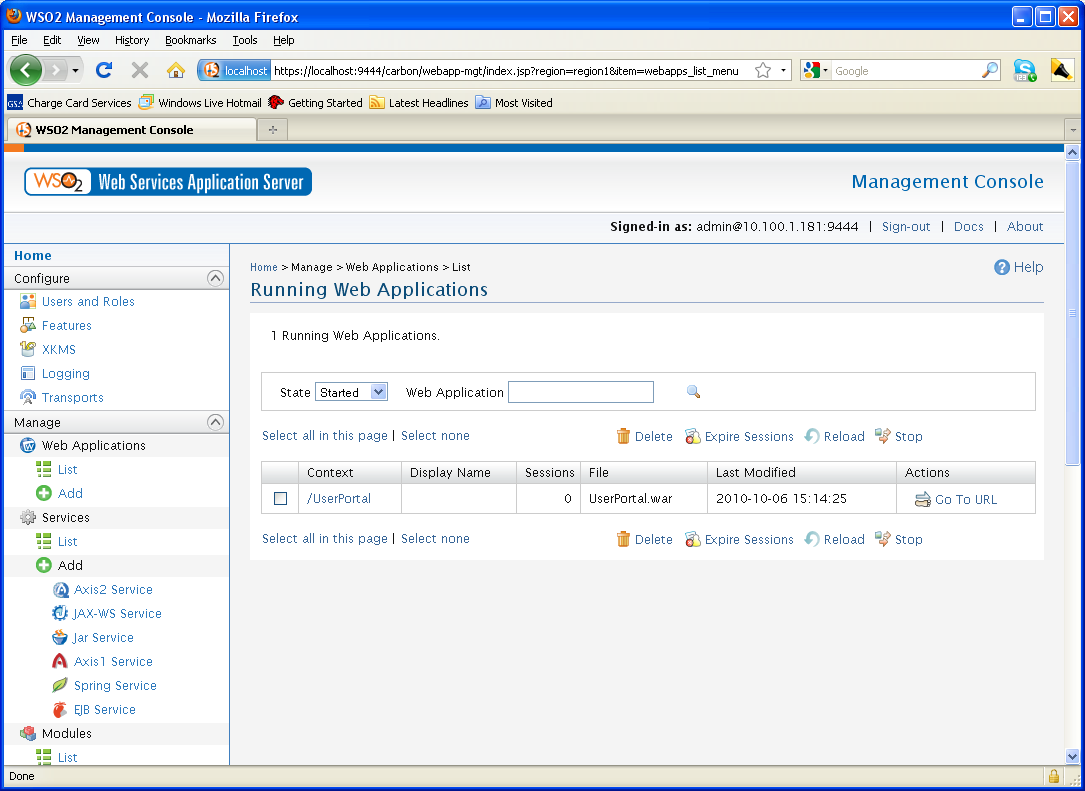 WSO2 Management Console - Mozilla Firefox
File Edit View History Bookmarks Tools Help
localhost https://localhost:9444/carbon/webapp-mgt/index.jsp?region=region1&item=webapps_list_menu Google
Charge Card Services Windows Live Hotmail Getting Started Latest Headlines Most Visited
WSO2 Management Console
WSO2 Web Services Application Server
Management Console
Signed-in as: admin@10.100.1.181:9444 | Sign-out | Docs | About
Home
Configure
Users and Roles
Features
XKMS
Logging
Transports
Manage
Web Applications
List
Add
Services
List
Add
Axis2 Service
JAX-WS Service
Jar Service
Axis1 Service
Spring Service
EJB Service
Modules
List
Home > Manage > Web Applications > List
Help
Running Web Applications
1 Running Web Applications.
State Started Web Application
Select all in this page | Select none Delete Expire Sessions Reload Stop
Context Display Name Sessions File Last Modified Actions
/UserPortal 0 UserPortal.war 2010-10-06 15:14:25 Go To URL
Select all in this page | Select none Delete Expire Sessions Reload Stop
Done